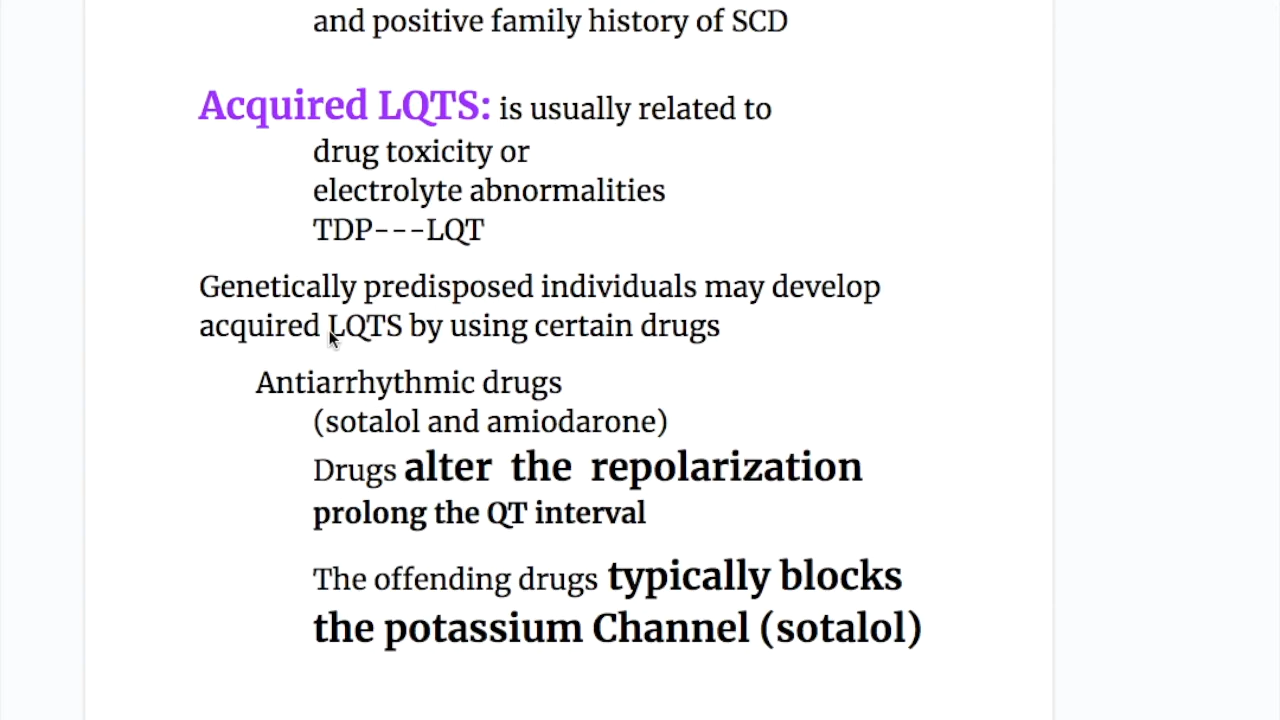 and positive family history of SCD
Acquired LQTS: is usually related to
drug toxicity or
electrolyte abnormalities
TDP---LQT
Genetically predisposed individuals may develop
acquired LQTS by using certain drugs
Antiarrhythmic drugs
(sotalol and amiodarone)
Drugs alter the repolarization
prolong the QT interval
The offending drugs typically blocks
the potassium Channel (sotalol)